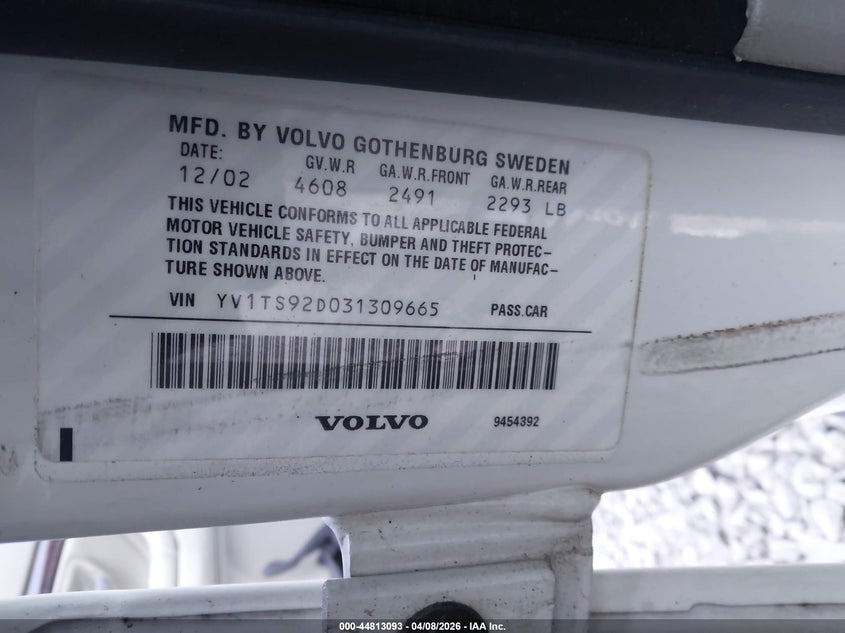 MFD. BY VOLVO GOTHENBURG SWEDEN
DATE: GV.W.R GA.W.R.FRONT GA.W.R.REAR
12/02 4608 2491 2293 LB
THIS VEHICLE CONFORMS TO ALL APPLICABLE FEDERAL
MOTOR VEHICLE SAFETY, BUMPER AND THEFT PROTEC-
TION STANDARDS IN EFFECT ON THE DATE OF MANUFAC-
TURE SHOWN ABOVE.
VIN YV1TS92D031309665 PASS.CAR
VOLVO 9454392
000-44813093 - 04/08/2026 - IAA Inc.